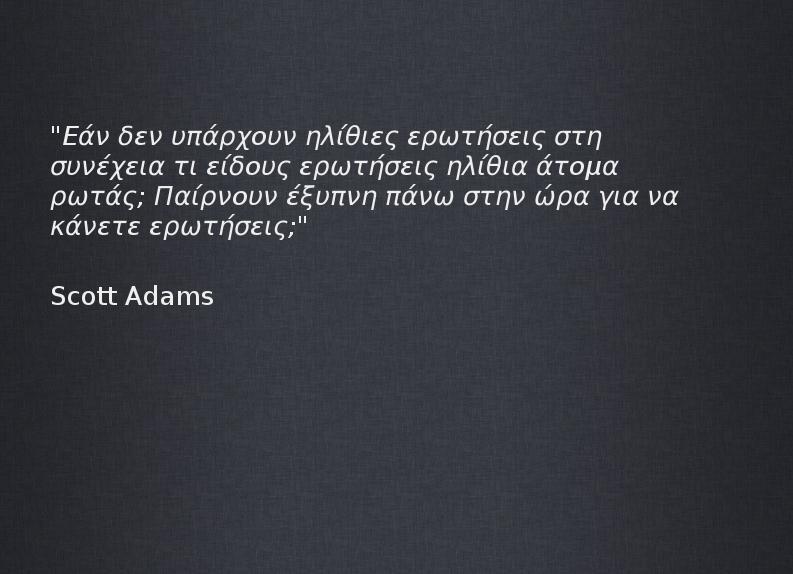 "Εάν δεν υπάρχουν ηλίθιες ερωτήσεις στη
συνέχεια τι είδους ερωτήσεις ηλίθια άτομα
ρωτάς; Παίρνουν έξυπνη πάνω στην ώρα για να
κάνετε ερωτήσεις;"
Scott Adams